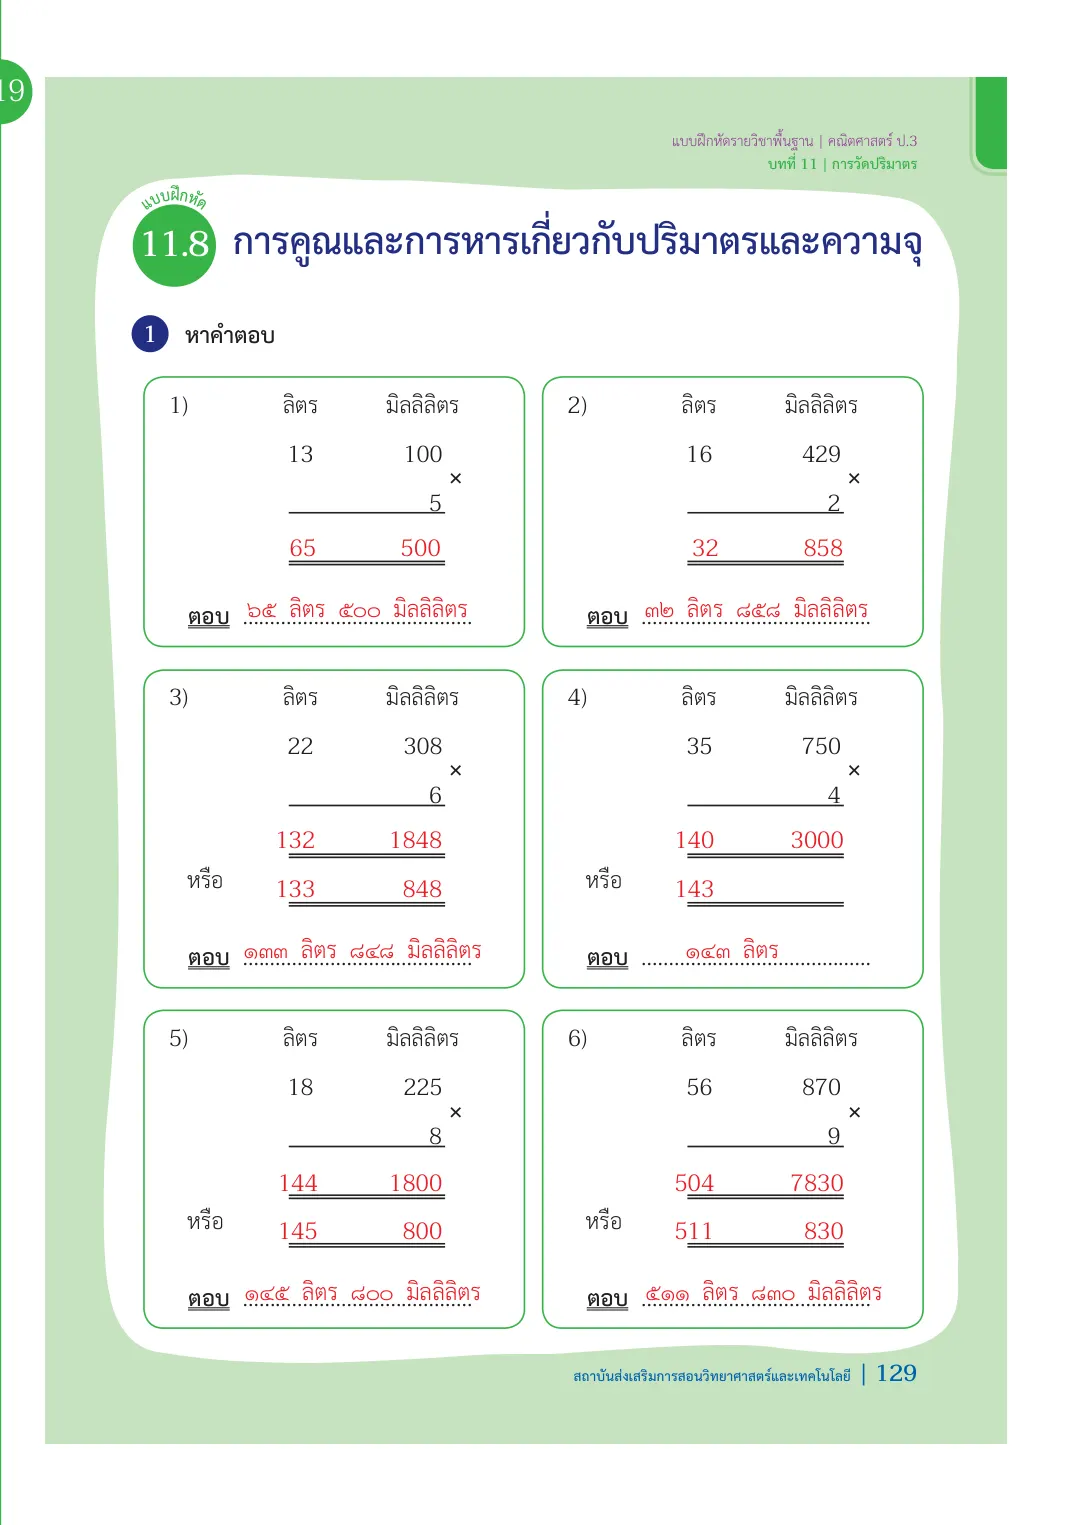 19
แบบฝึกหัดรายวิชาพื้นฐาน | คณิตศาสตร์ ป.3
บทที่ 11 | การวัดปริมาตร
แบบฝึกหัด
11.8 การคูณและการหารเกี่ยวกับปริมาตรและความจุ
1 หาคำตอบ
1) ลิตร มิลลิลิตร
13 100
×
5
65 500
ตอบ ๖๕ ลิตร ๕๐๐ มิลลิลิตร
2) ลิตร มิลลิลิตร
16 429
×
2
32 858
ตอบ ๓๒ ลิตร ๘๕๘ มิลลิลิตร
3) ลิตร มิลลิลิตร
22 308
×
6
132 1848
หรือ 133 848
ตอบ ๑๓๓ ลิตร ๘๔๘ มิลลิลิตร
4) ลิตร มิลลิลิตร
35 750
×
4
140 3000
หรือ 143
ตอบ ๑๔๓ ลิตร
5) ลิตร มิลลิลิตร
18 225
×
8
144 1800
หรือ 145 800
ตอบ ๑๔๕ ลิตร ๘๐๐ มิลลิลิตร
6) ลิตร มิลลิลิตร
56 870
×
9
504 7830
หรือ 511 830
ตอบ ๕๑๑ ลิตร ๘๓๐ มิลลิลิตร
สถาบันส่งเสริมการสอนวิทยาศาสตร์และเทคโนโลยี | 129